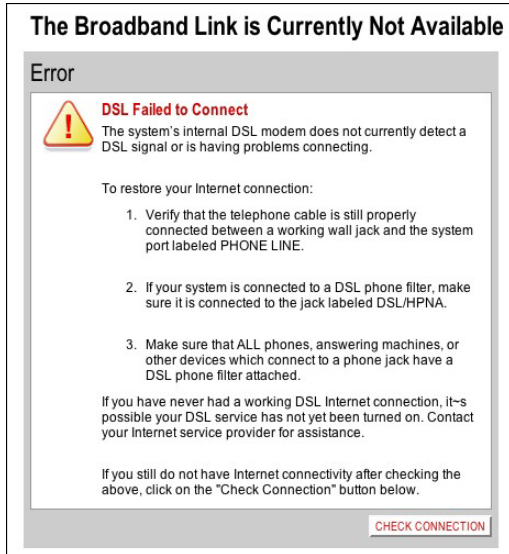 The Broadband Link is Currently Not Available
Error
DSL Failed to Connect
The system's internal DSL modem does not currently detect a
DSL signal or is having problems connecting.
To restore your Internet connection:
1. Verify that the telephone cable is still properly
connected between a working wall jack and the system
port labeled PHONE LINE.
2. If your system is connected to a DSL phone filter, make
sure it is connected to the jack labeled DSL/HPNA.
3. Make sure that ALL phones, answering machines, or
other devices which connect to a phone jack have a
DSL phone filter attached.
If you have never had a working DSL Internet connection, it~s
possible your DSL service has not yet been turned on. Contact
your Internet service provider for assistance.
If you still do not have Internet connectivity after checking the
above, click on the "Check Connection" button below.
CHECK CONNECTION